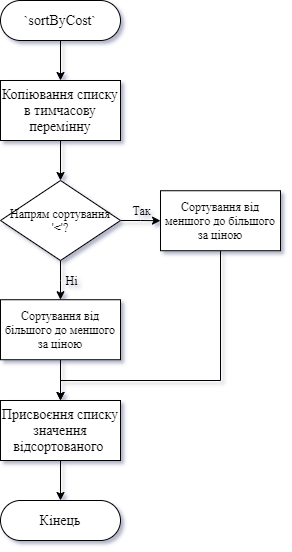 `sortByCost`
Копіювання списку
в тимчасову
перемінну
Напрям сортування
'<'?
Так
Сортування від
меншого до більшого
за ціною
Ні
Сортування від
більшого до меншого
за ціною
Присвоєння списку
значення
відсортованого
Кінець